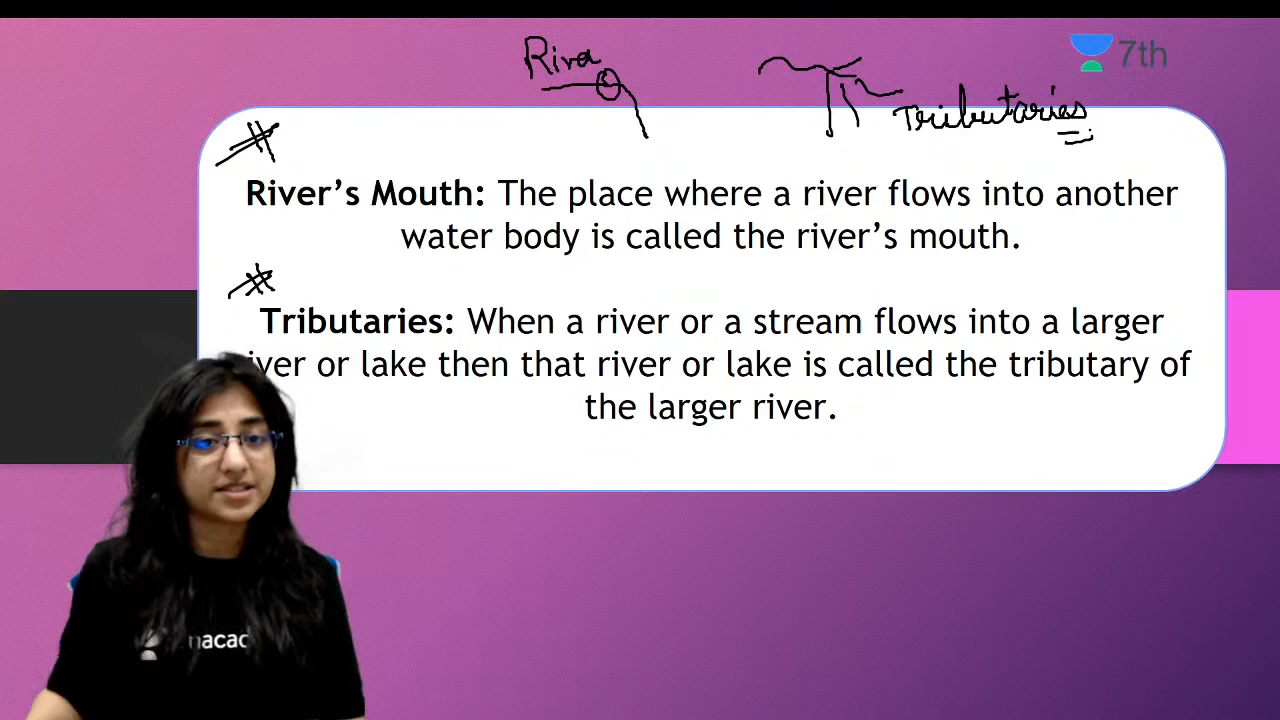 River
7th
Tributaries
River's Mouth: The place where a river flows into another
water body is called the river's mouth.
Tributaries: When a river or a stream flows into a larger
iver or lake then that river or lake is called the tributary of
the larger river.
nacad